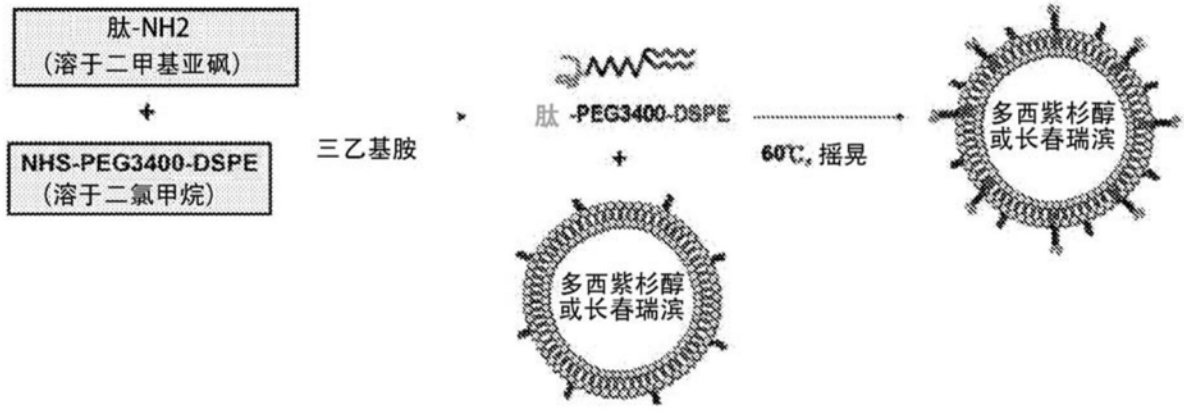 肽-NH2
(溶于二甲基亚砜)
+
NHS-PEG3400-DSPE
(溶于二氯甲烷)
三乙基胺
肽 -PEG3400-DSPE
+
多西紫杉醇
或长春瑞滨
60℃, 摇晃
多西紫杉醇
或长春瑞滨